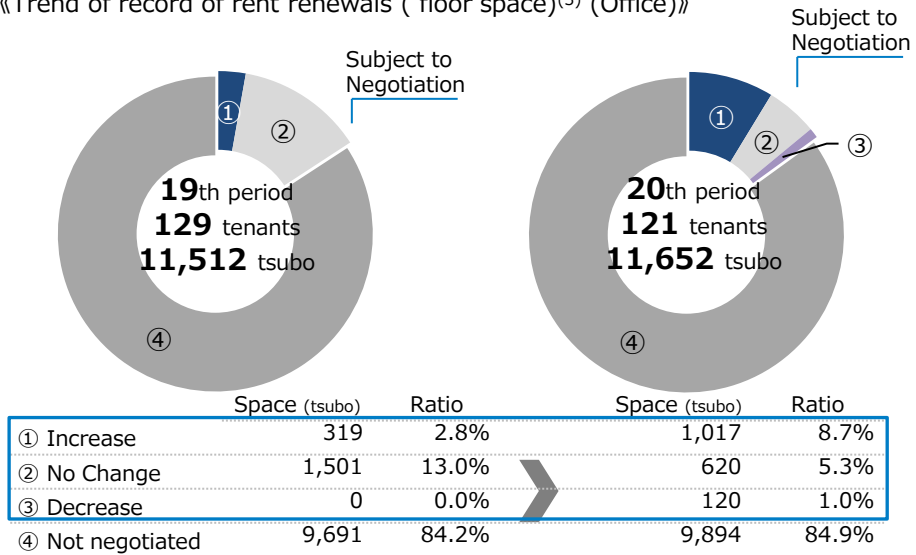 《Trend of record of rent renewals ( floor space)⁽³⁾ (Office)》
Subject to
Negotiation
①
②
19th period
129 tenants
11,512 tsubo
④
Subject to
Negotiation
①
②
③
20th period
121 tenants
11,652 tsubo
④
Space (tsubo) Ratio Space (tsubo) Ratio
① Increase 319 2.8% 1,017 8.7%
② No Change 1,501 13.0% 620 5.3%
③ Decrease 0 0.0% 120 1.0%
④ Not negotiated 9,691 84.2% 9,894 84.9%